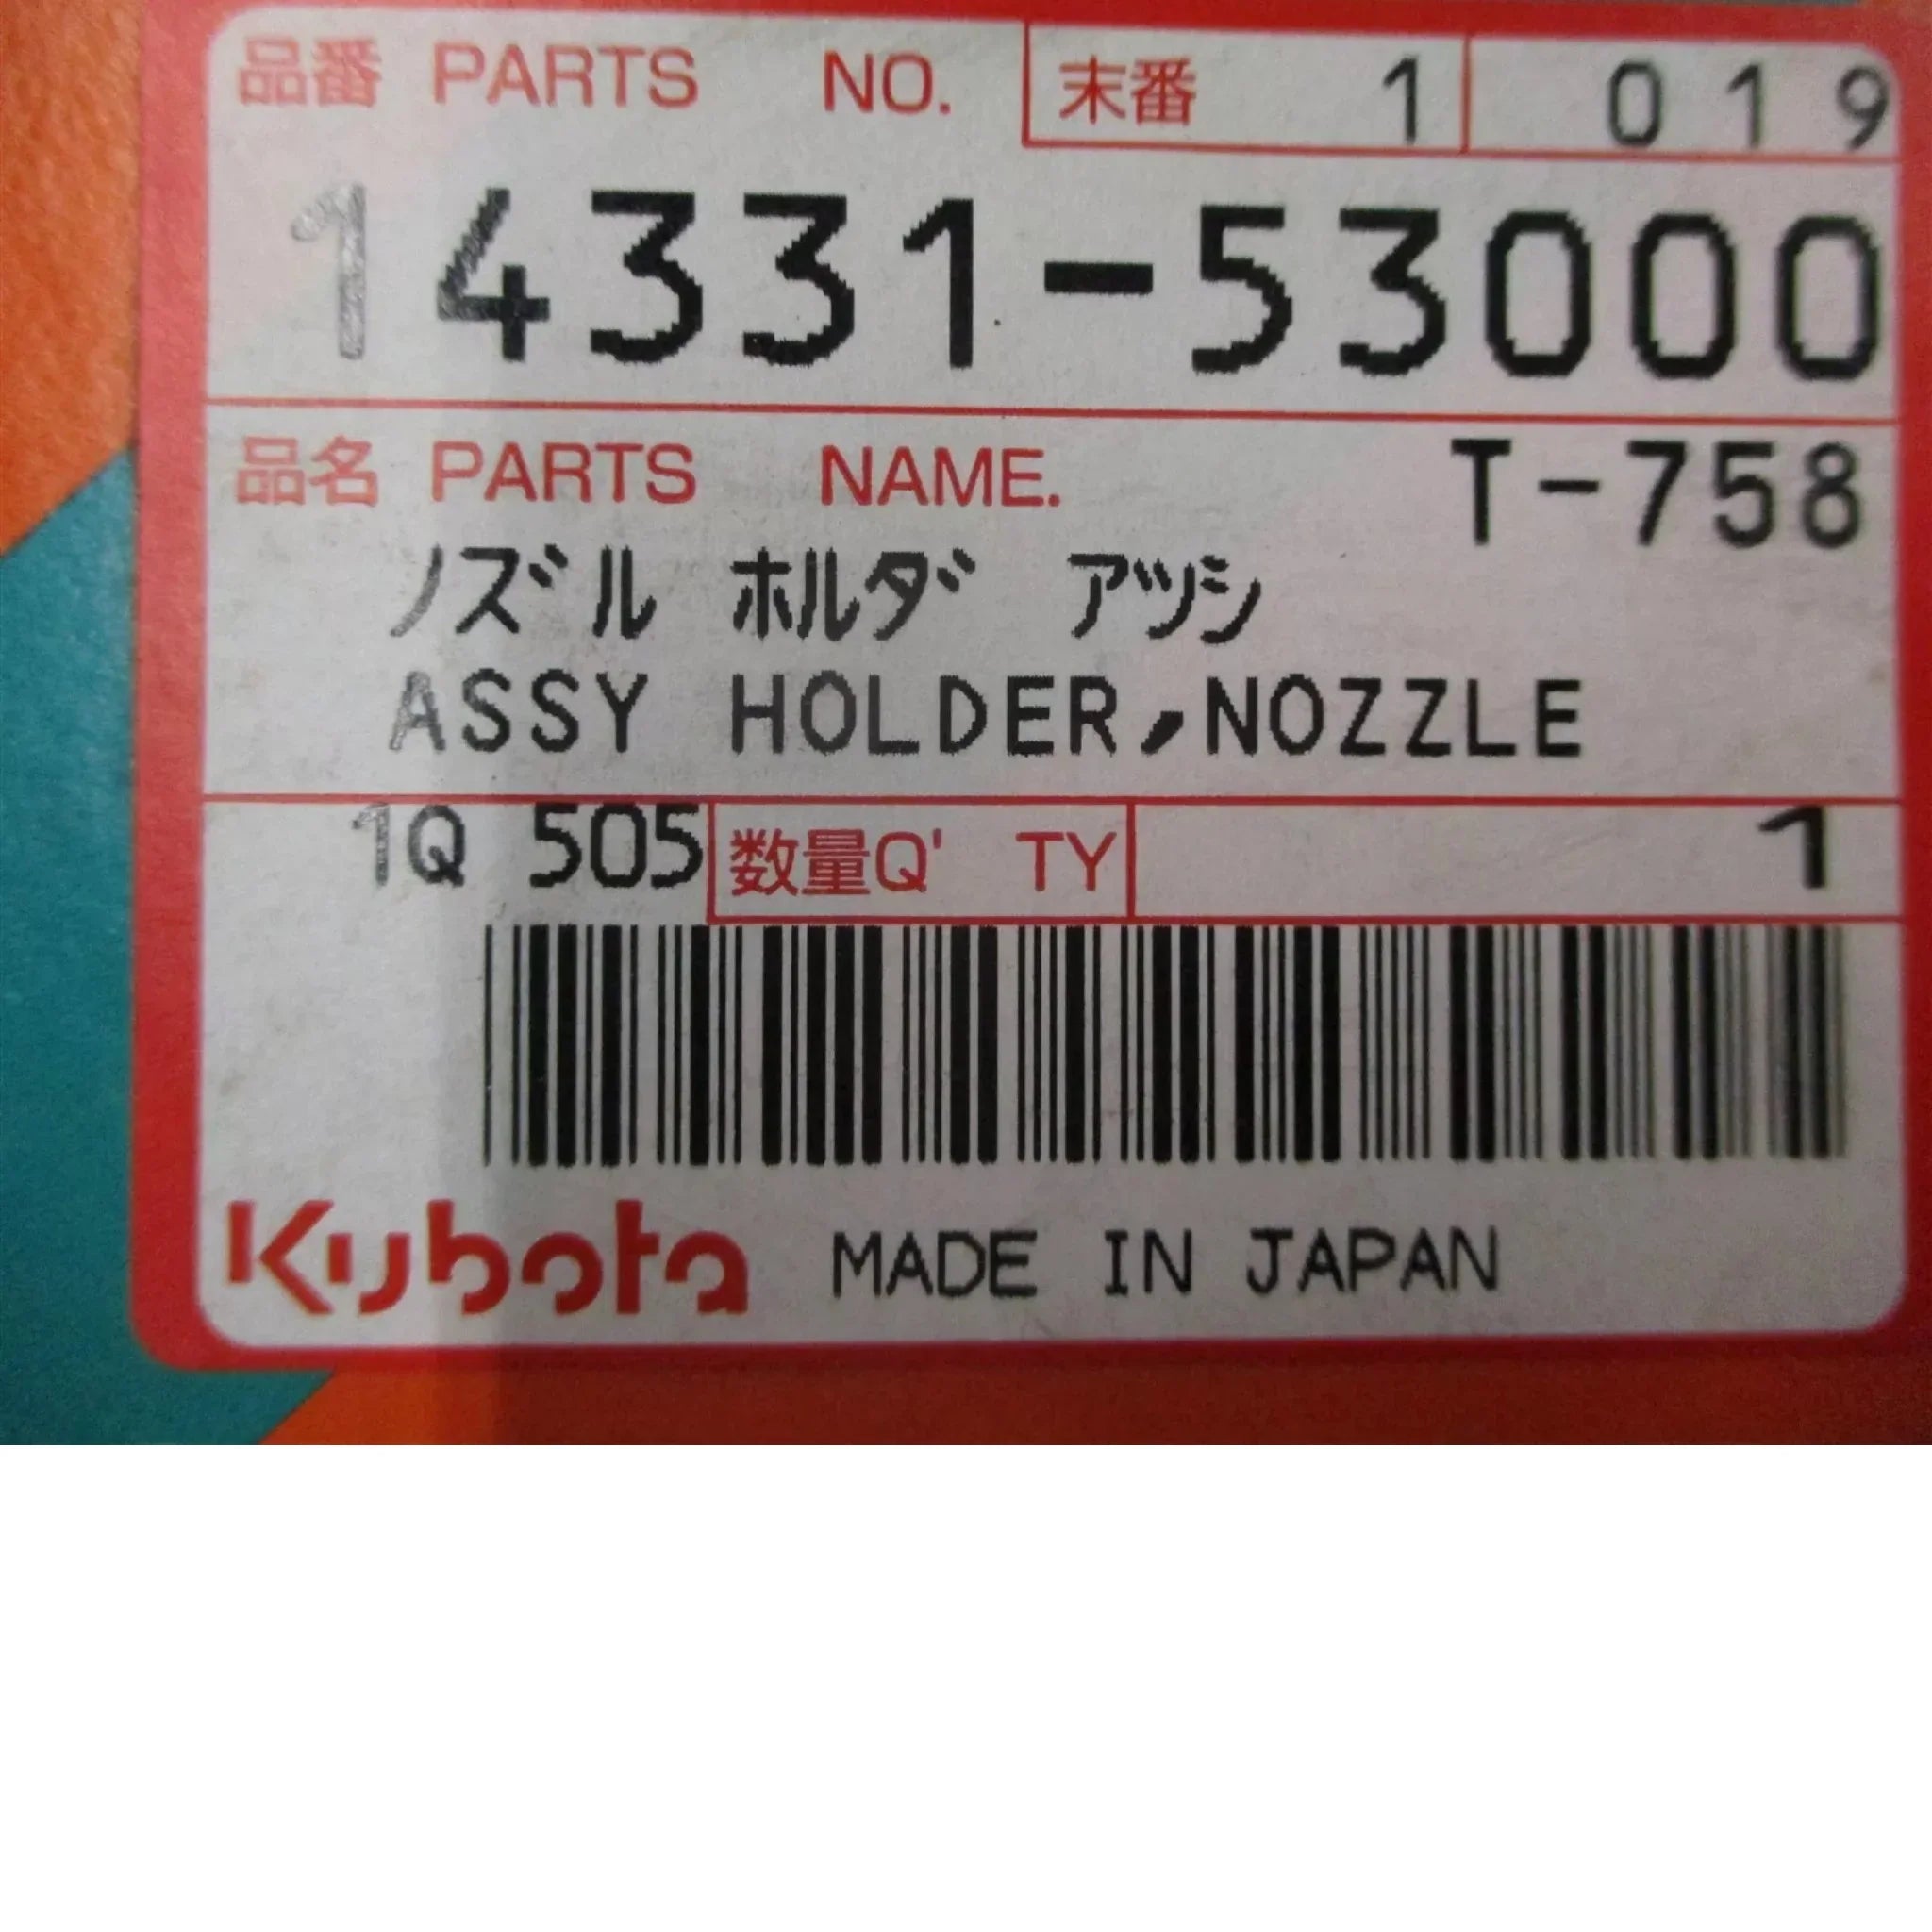 品番 PARTS NO. 末番 1 019
14331-53000
品名 PARTS NAME. T-758
ノズル ホルダ アツシ
ASSY HOLDER,NOZZLE
1Q 505 数量Q'TY 1
Kubota MADE IN JAPAN